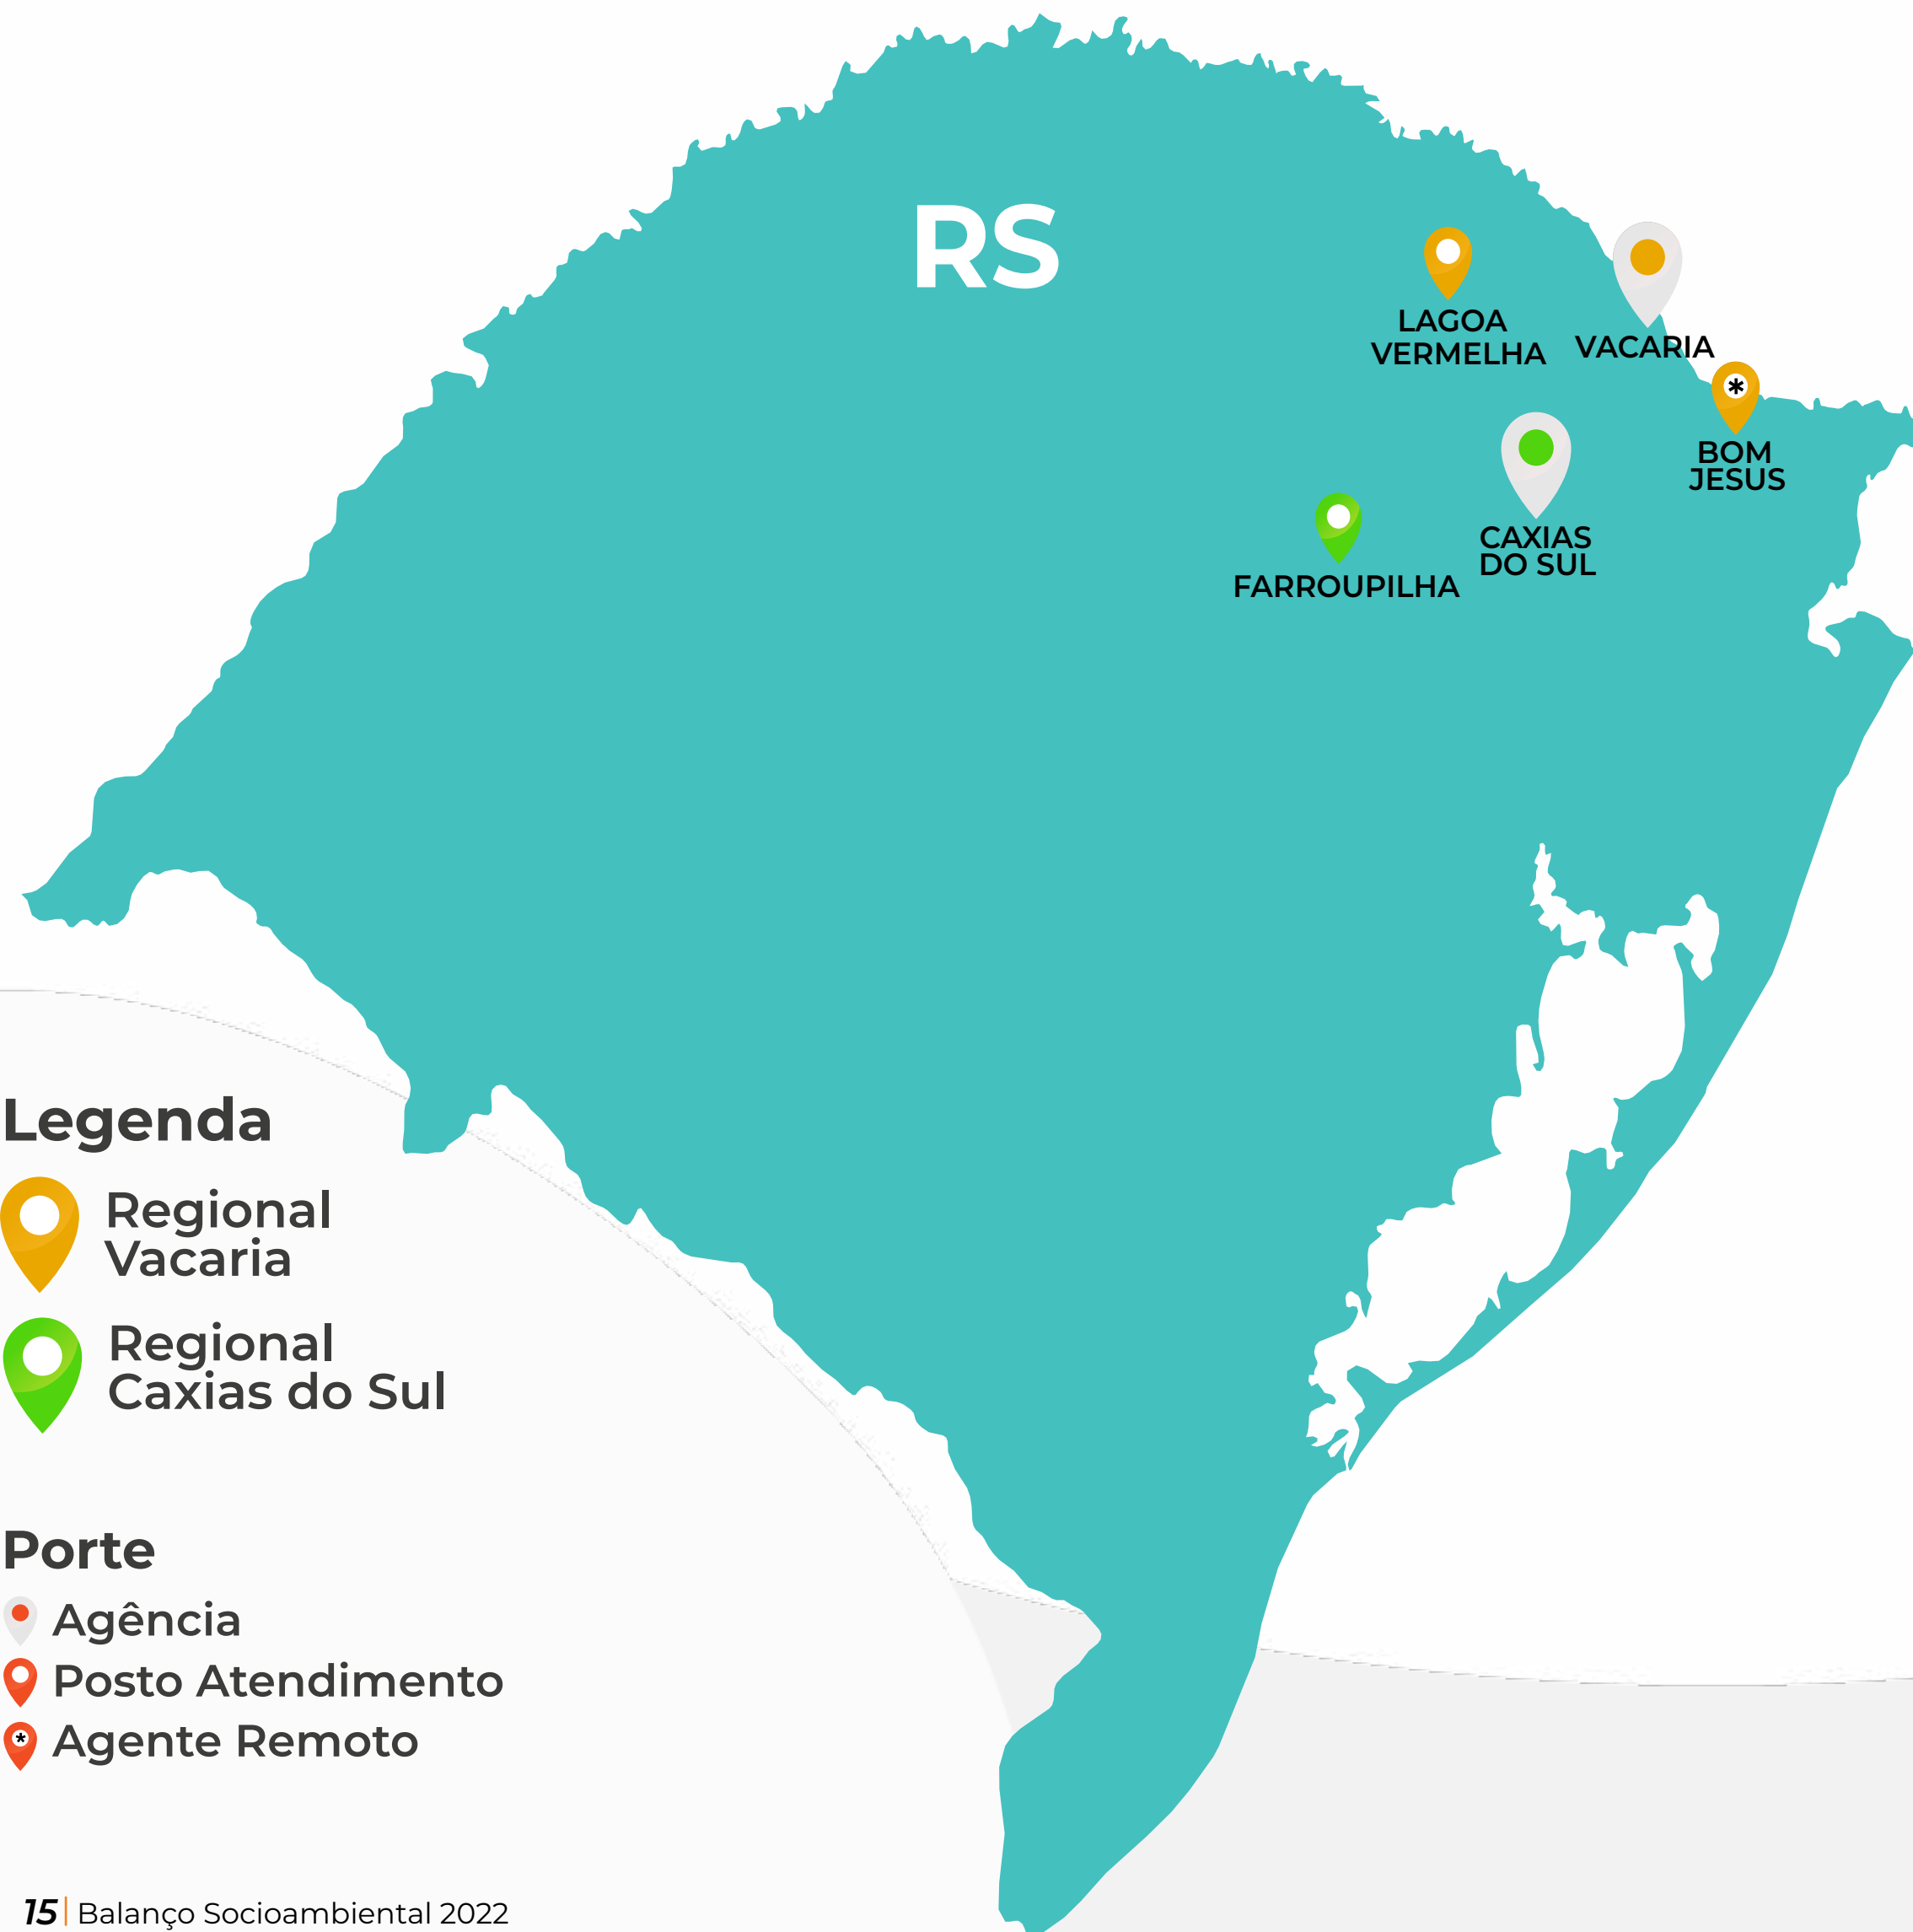 RS
LAGOA
VERMELHA
VACARIA
*
BOM
JESUS
CAXIAS
DO SUL
FARROUPILHA
Legenda
Regional
Vacaria
Regional
Caxias do Sul
Porte
Agência
Posto Atendimento
* Agente Remoto
15 | Balanço Socioambiental 2022